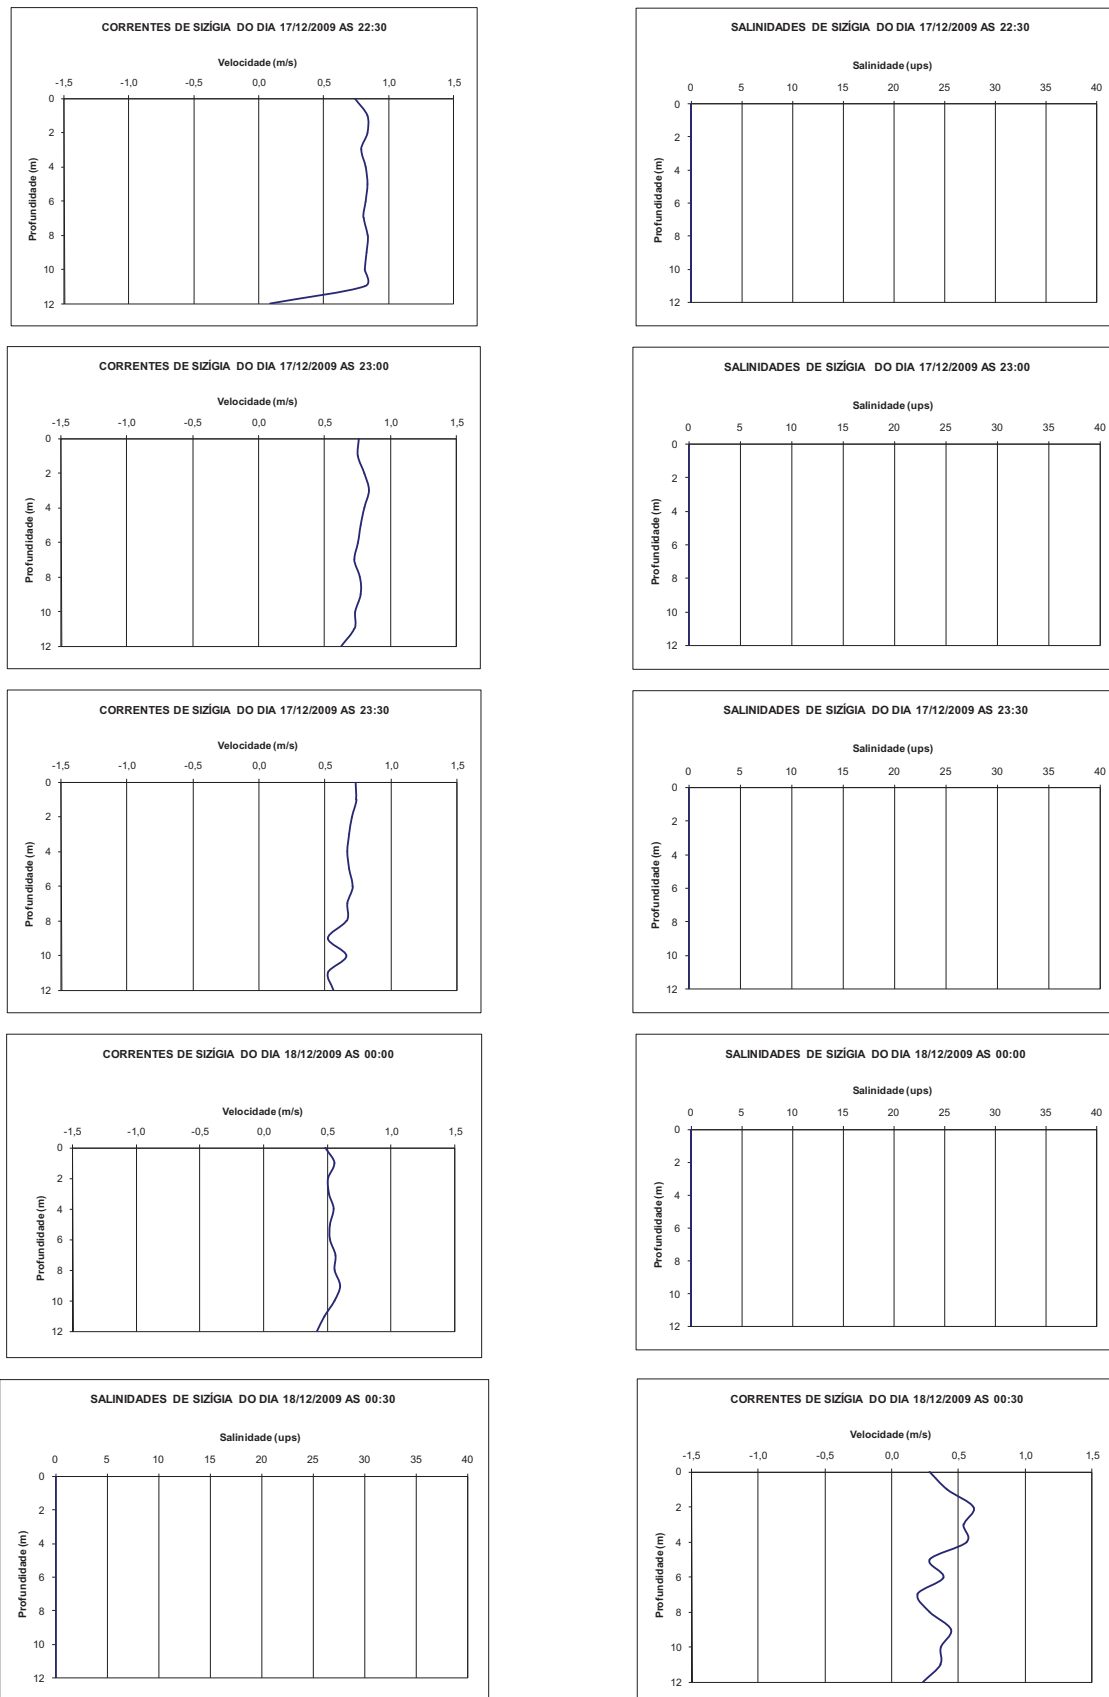 CORRENTES DE SIZÍGIA DO DIA 17/12/2009 AS 22:30
Velocidade (m/s)
-1,5 -1,0 -0,5 0,0 0,5 1,0 1,5
0
2
4
6
8
10
12
Profundidade (m)
SALINIDADES DE SIZÍGIA DO DIA 17/12/2009 AS 22:30
Salinidade (ups)
0 5 10 15 20 25 30 35 40
0
2
4
6
8
10
12
Profundidade (m)
CORRENTES DE SIZÍGIA DO DIA 17/12/2009 AS 23:00
Velocidade (m/s)
-1,5 -1,0 -0,5 0,0 0,5 1,0 1,5
0
2
4
6
8
10
12
Profundidade (m)
SALINIDADES DE SIZÍGIA DO DIA 17/12/2009 AS 23:00
Salinidade (ups)
0 5 10 15 20 25 30 35 40
0
2
4
6
8
10
12
Profundidade (m)
CORRENTES DE SIZÍGIA DO DIA 17/12/2009 AS 23:30
Velocidade (m/s)
-1,5 -1,0 -0,5 0,0 0,5 1,0 1,5
0
2
4
6
8
10
12
Profundidade (m)
SALINIDADES DE SIZÍGIA DO DIA 17/12/2009 AS 23:30
Salinidade (ups)
0 5 10 15 20 25 30 35 40
0
2
4
6
8
10
12
Profundidade (m)
CORRENTES DE SIZÍGIA DO DIA 18/12/2009 AS 00:00
Velocidade (m/s)
-1,5 -1,0 -0,5 0,0 0,5 1,0 1,5
0
2
4
6
8
10
12
Profundidade (m)
SALINIDADES DE SIZÍGIA DO DIA 18/12/2009 AS 00:00
Salinidade (ups)
0 5 10 15 20 25 30 35 40
0
2
4
6
8
10
12
Profundidade (m)
SALINIDADES DE SIZÍGIA DO DIA 18/12/2009 AS 00:30
Salinidade (ups)
0 5 10 15 20 25 30 35 40
0
2
4
6
8
10
12
Profundidade (m)
CORRENTES DE SIZÍGIA DO DIA 18/12/2009 AS 00:30
Velocidade (m/s)
-1,5 -1,0 -0,5 0,0 0,5 1,0 1,5
0
2
4
6
8
10
12
Profundidade (m)